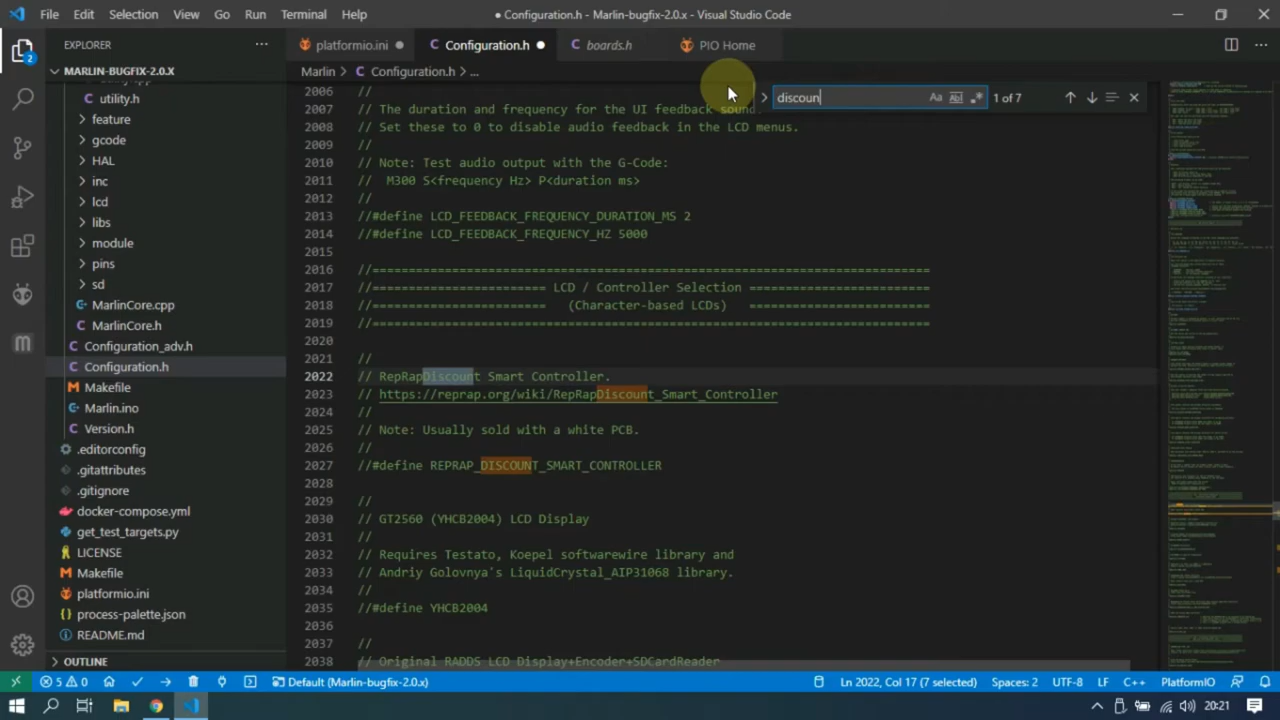 File Edit Selection View Go Run Terminal Help
● Configuration.h - Marlin-bugfix-2.0.x - Visual Studio Code
EXPLORER
platformio.ini
Configuration.h
boards.h
PIO Home
MARLIN-BUGFIX-2.0.X
Marlin > Configuration.h > ...
discoun
Aa
1 of 7
2
utility.h
feature
gcode
HAL
inc
lcd
libs
module
pins
sd
MarlinCore.cpp
MarlinCore.h
Configuration_adv.h
Configuration.h
Makefile
Marlin.ino
Version.h
.editorconfig
.gitattributes
.gitignore
docker-compose.yml
get_test_targets.py
LICENSE
Makefile
platformio.ini
process-palette.json
README.md
OUTLINE
2006 //
2007 // The duration and frequency for the UI feedback sound.
2008 // Set these to 0 to disable audio feedback in the LCD menus.
2009 //
2010 // Note: Test audio output with the G-Code:
2011 // M300 S<frequency Hz> P<duration ms>
2012 //
2013 //#define LCD_FEEDBACK_FREQUENCY_DURATION_MS 2
2014 //#define LCD_FEEDBACK_FREQUENCY_HZ 5000
2015
2016 //=============================================================================
2017 //======================== LCD / Controller Selection =========================
2018 //======================== (Character-based LCDs) =========================
2019 //=============================================================================
2020
2021 //
2022 // RepRapDiscount Smart Controller.
2023 // https://reprap.org/wiki/RepRapDiscount_Smart_Controller
2024 //
2025 // Note: Usually sold with a white PCB.
2026 //
2027 //#define REPRAP_DISCOUNT_SMART_CONTROLLER
2028
2029 //
2030 // GT2560 (YHCB2004) LCD Display
2031 //
2032 // Requires Testato, Koepel softwarewire library and
2033 // Andriy Golovnya's LiquidCrystal_AIP31068 library.
2034 //
2035 //#define YHCB2004
2036
2037 //
2038 // Original RADDS LCD Display+Encoder+SDCardReader
5 0
Default (Marlin-bugfix-2.0.x)
Ln 2022, Col 17 (7 selected) Spaces: 2 UTF-8 LF C++ PlatformIO
20:21